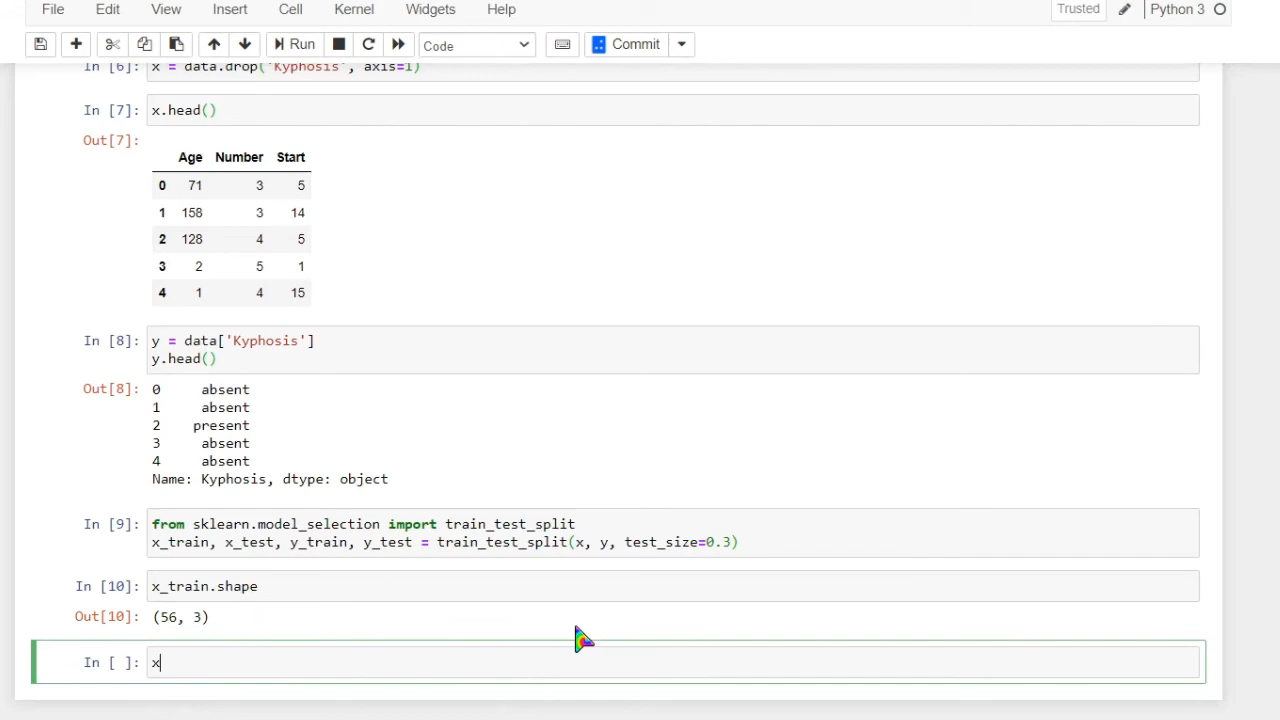 File Edit View Insert Cell Kernel Widgets Help Trusted Python 3
Run Code Commit
In [6]: x = data.drop('Kyphosis', axis=1)
In [7]: x.head()
Out[7]:
Age Number Start
0 71 3 5
1 158 3 14
2 128 4 5
3 2 5 1
4 1 4 15
In [8]: y = data['Kyphosis']
y.head()
Out[8]: 0 absent
1 absent
2 present
3 absent
4 absent
Name: Kyphosis, dtype: object
In [9]: from sklearn.model_selection import train_test_split
x_train, x_test, y_train, y_test = train_test_split(x, y, test_size=0.3)
In [10]: x_train.shape
Out[10]: (56, 3)
In [ ]: x